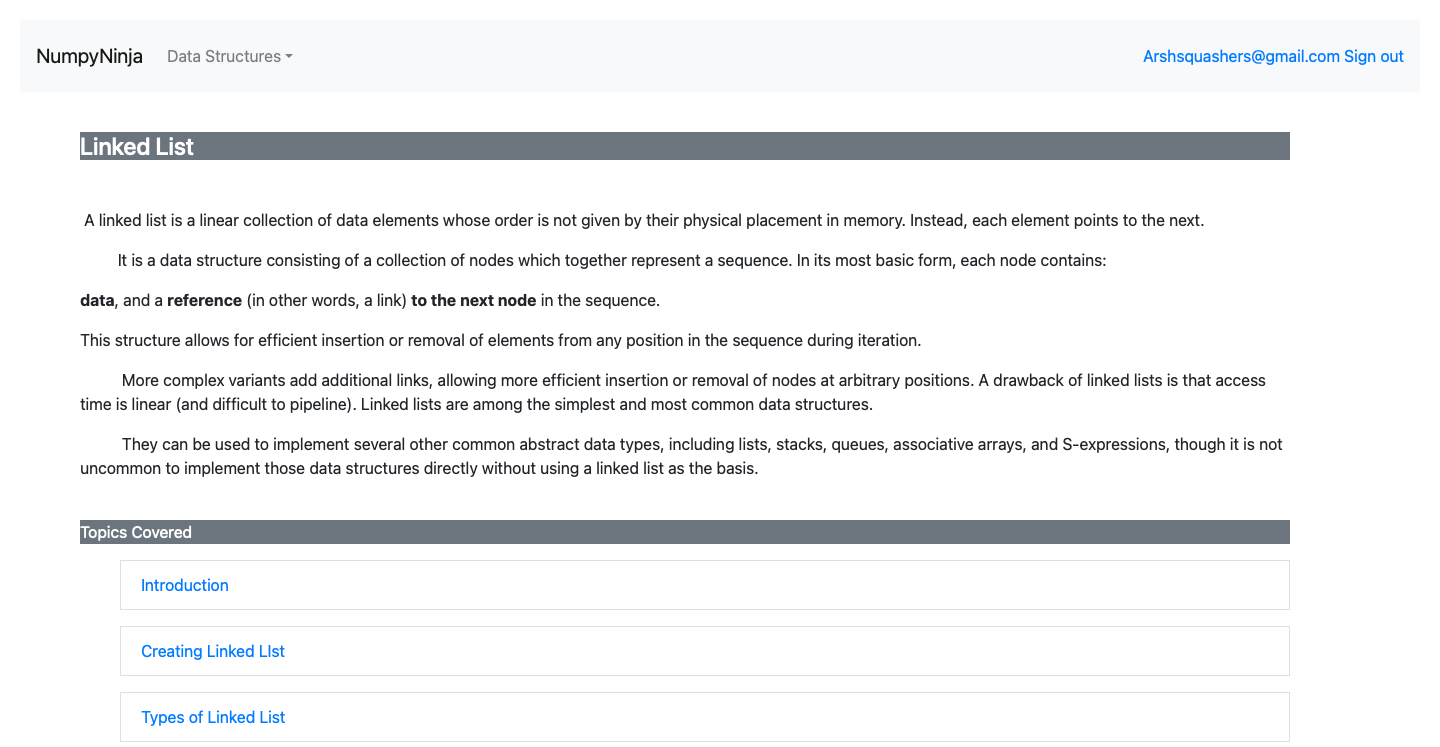 NumpyNinja Data Structures Arshsquashers@gmail.com Sign out
Linked List
A linked list is a linear collection of data elements whose order is not given by their physical placement in memory. Instead, each element points to the next.
It is a data structure consisting of a collection of nodes which together represent a sequence. In its most basic form, each node contains:
data, and a reference (in other words, a link) to the next node in the sequence.
This structure allows for efficient insertion or removal of elements from any position in the sequence during iteration.
More complex variants add additional links, allowing more efficient insertion or removal of nodes at arbitrary positions. A drawback of linked lists is that access
time is linear (and difficult to pipeline). Linked lists are among the simplest and most common data structures.
They can be used to implement several other common abstract data types, including lists, stacks, queues, associative arrays, and S-expressions, though it is not
uncommon to implement those data structures directly without using a linked list as the basis.
Topics Covered
Introduction
Creating Linked LIst
Types of Linked List